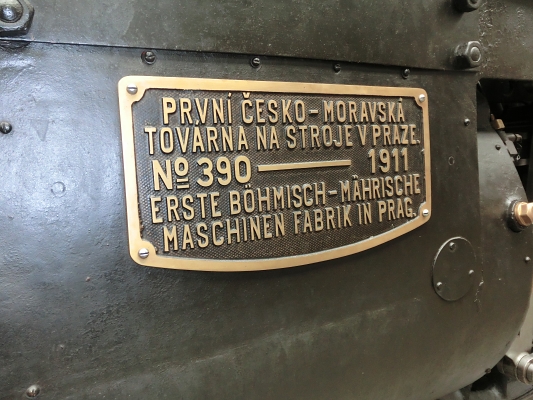 PRVNÍ ČESKO-MORAVSKÁ
TOVÁRNA NA STROJE V PRAZE.
No 390 — 1911
ERSTE BÖHMISCH-MÄHRISCHE
MASCHINEN FABRIK IN PRAG.